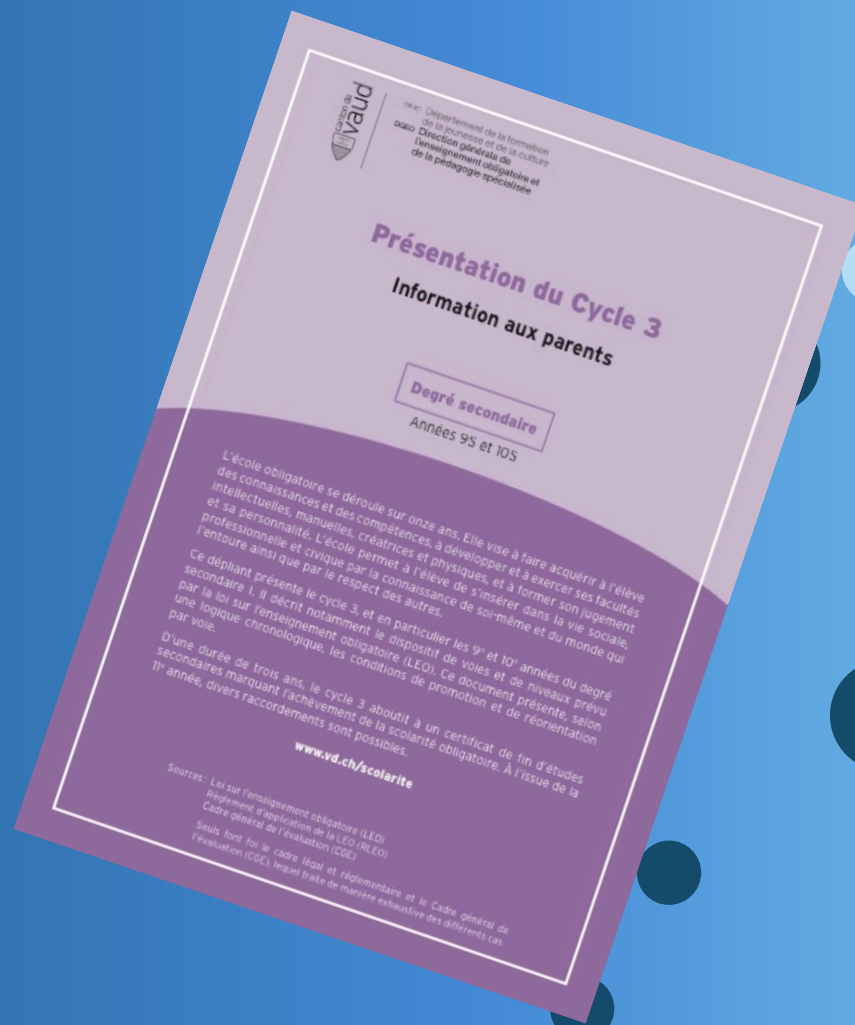 canton de
vaud
DFJC Département de la formation
de la jeunesse et de la culture
DGEO Direction générale de
l'enseignement obligatoire et
de la pédagogie spécialisée
Présentation du Cycle 3
Information aux parents
Degré secondaire
Années 9S et 10S
L'école obligatoire se déroule sur onze ans. Elle vise à faire acquérir à l'élève
des connaissances et des compétences, à développer et à exercer ses facultés
intellectuelles, manuelles, créatrices et physiques, et à former son jugement
et sa personnalité. L'école permet à l'élève de s'insérer dans la vie sociale,
professionnelle et civique par la connaissance de soi-même et du monde qui
l'entoure ainsi que par le respect des autres.
Ce dépliant présente le cycle 3, et en particulier les 9e et 10e années du degré
secondaire I. Il décrit notamment le dispositif de voies et de niveaux prévu
par la loi sur l'enseignement obligatoire (LEO). Ce document présente, selon
une logique chronologique, les conditions de promotion et de réorientation
par voie.
D'une durée de trois ans, le cycle 3 aboutit à un certificat de fin d'études
secondaires marquant l'achèvement de la scolarité obligatoire. À l'issue de la
11e année, divers raccordements sont possibles.
www.vd.ch/scolarite
Sources: Loi sur l'enseignement obligatoire (LEO)
Règlement d'application de la LEO (RLEO)
Cadre général de l'évaluation (CGE)
Seuls font foi le cadre légal et réglementaire et le Cadre général de
l'évaluation (CGE), lequel traite de manière exhaustive des différents cas.